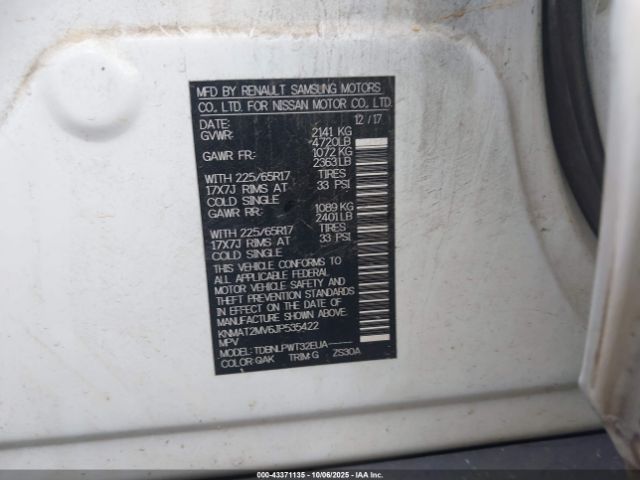 MFD BY RENAULT SAMSUNG MOTORS
CO., LTD. FOR NISSAN MOTOR CO., LTD.
DATE: 12 / 17
GVWR: 2141 KG
4720LB
GAWR FR: 1072 KG
2363LB
WITH 225/65R17 TIRES
17X7J RIMS AT 33 PSI
COLD SINGLE
GAWR RR: 1089 KG
2401LB
WITH 225/65R17 TIRES
17X7J RIMS AT 33 PSI
COLD SINGLE
THIS VEHICLE CONFORMS TO
ALL APPLICABLE FEDERAL
MOTOR VEHICLE SAFETY AND
THEFT PREVENTION STANDARDS
IN EFFECT ON THE DATE OF
MANUFACTURE SHOWN ABOVE.
KNMAT2MV6JP535422
MPV
MODEL: TDBNLPWT32EUA-----
COLOR: QAK TRIM: G ZS30A
000-43371135 - 10/06/2025 - IAA Inc.